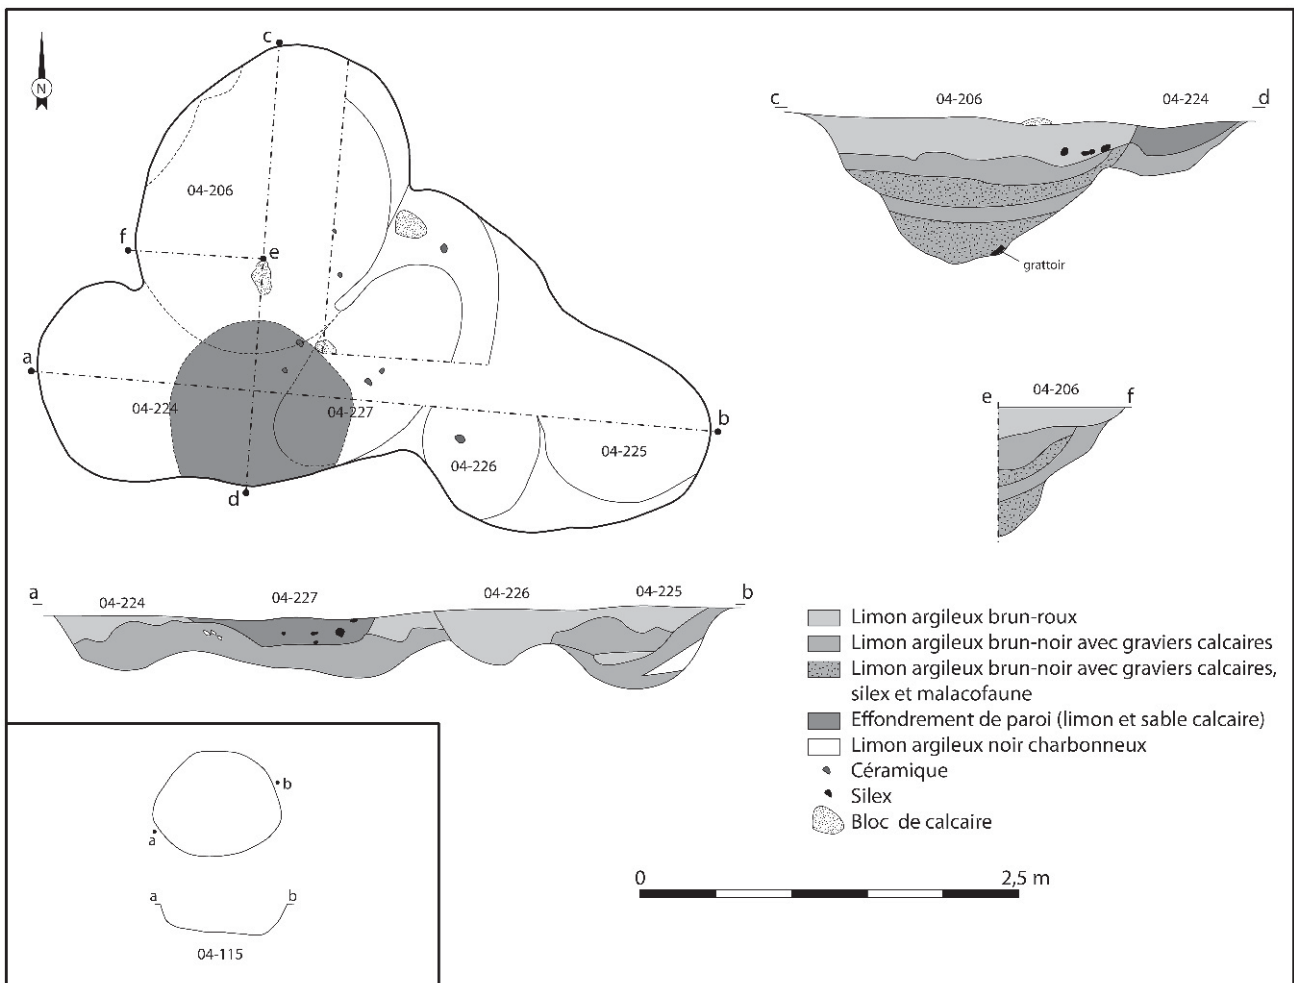 c
N
04-206
f
e
a
04-224
04-227
b
04-226
04-225
d
c
04-206
04-224
d
grattoir
e
04-206
f
a
04-224
04-227
04-226
04-225
b
Limon argileux brun-roux
Limon argileux brun-noir avec graviers calcaires
Limon argileux brun-noir avec graviers calcaires,
silex et malacofaune
Effondrement de paroi (limon et sable calcaire)
Limon argileux noir charbonneux
Céramique
Silex
Bloc de calcaire
0
2,5 m
b
a
a
b
04-115